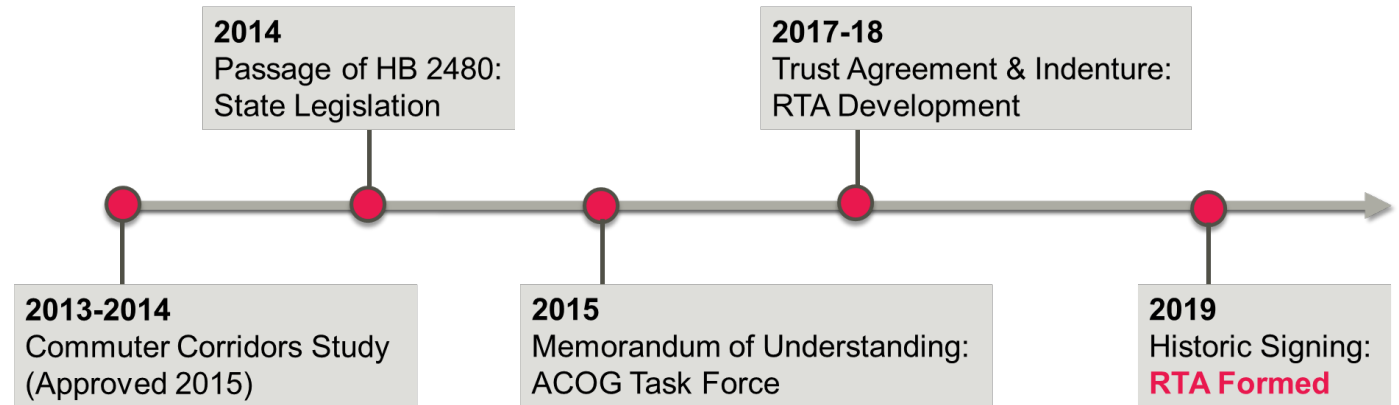 2014
Passage of HB 2480:
State Legislation
2017-18
Trust Agreement & Indenture:
RTA Development
2013-2014
Commuter Corridors Study
(Approved 2015)
2015
Memorandum of Understanding:
ACOG Task Force
2019
Historic Signing:
RTA Formed